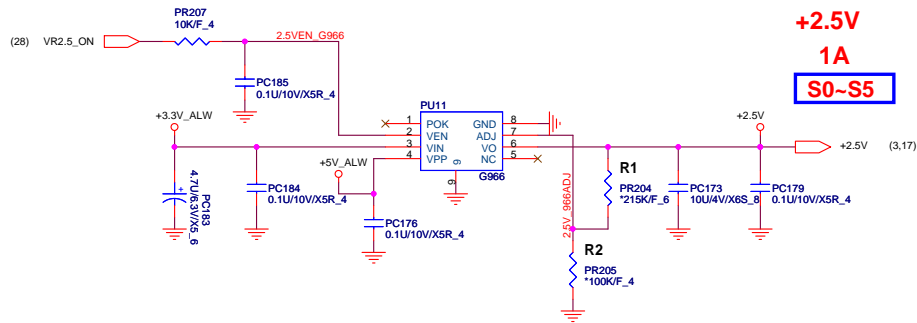 PR207
10K/F_4
(28) VR2.5_ON
2.5VEN_G966
PC185
0.1U/10V/X5R_4
+2.5V
1A
S0~S5
PU11
+3.3V_ALW
1 POK
2 VEN
3 VIN
4 VPP
GND 8
ADJ 7
VO 6
NC 5
9
9
G966
+2.5V
+2.5V (3,17)
+5V_ALW
PC183
4.7U/6.3V/X5_6
PC184
0.1U/10V/X5R_4
PC176
0.1U/10V/X5R_4
2.5V_966ADJ
R1
PR204
*215K/F_6
PC173
10U/4V/X6S_8
PC179
0.1U/10V/X5R_4
R2
PR205
*100K/F_4